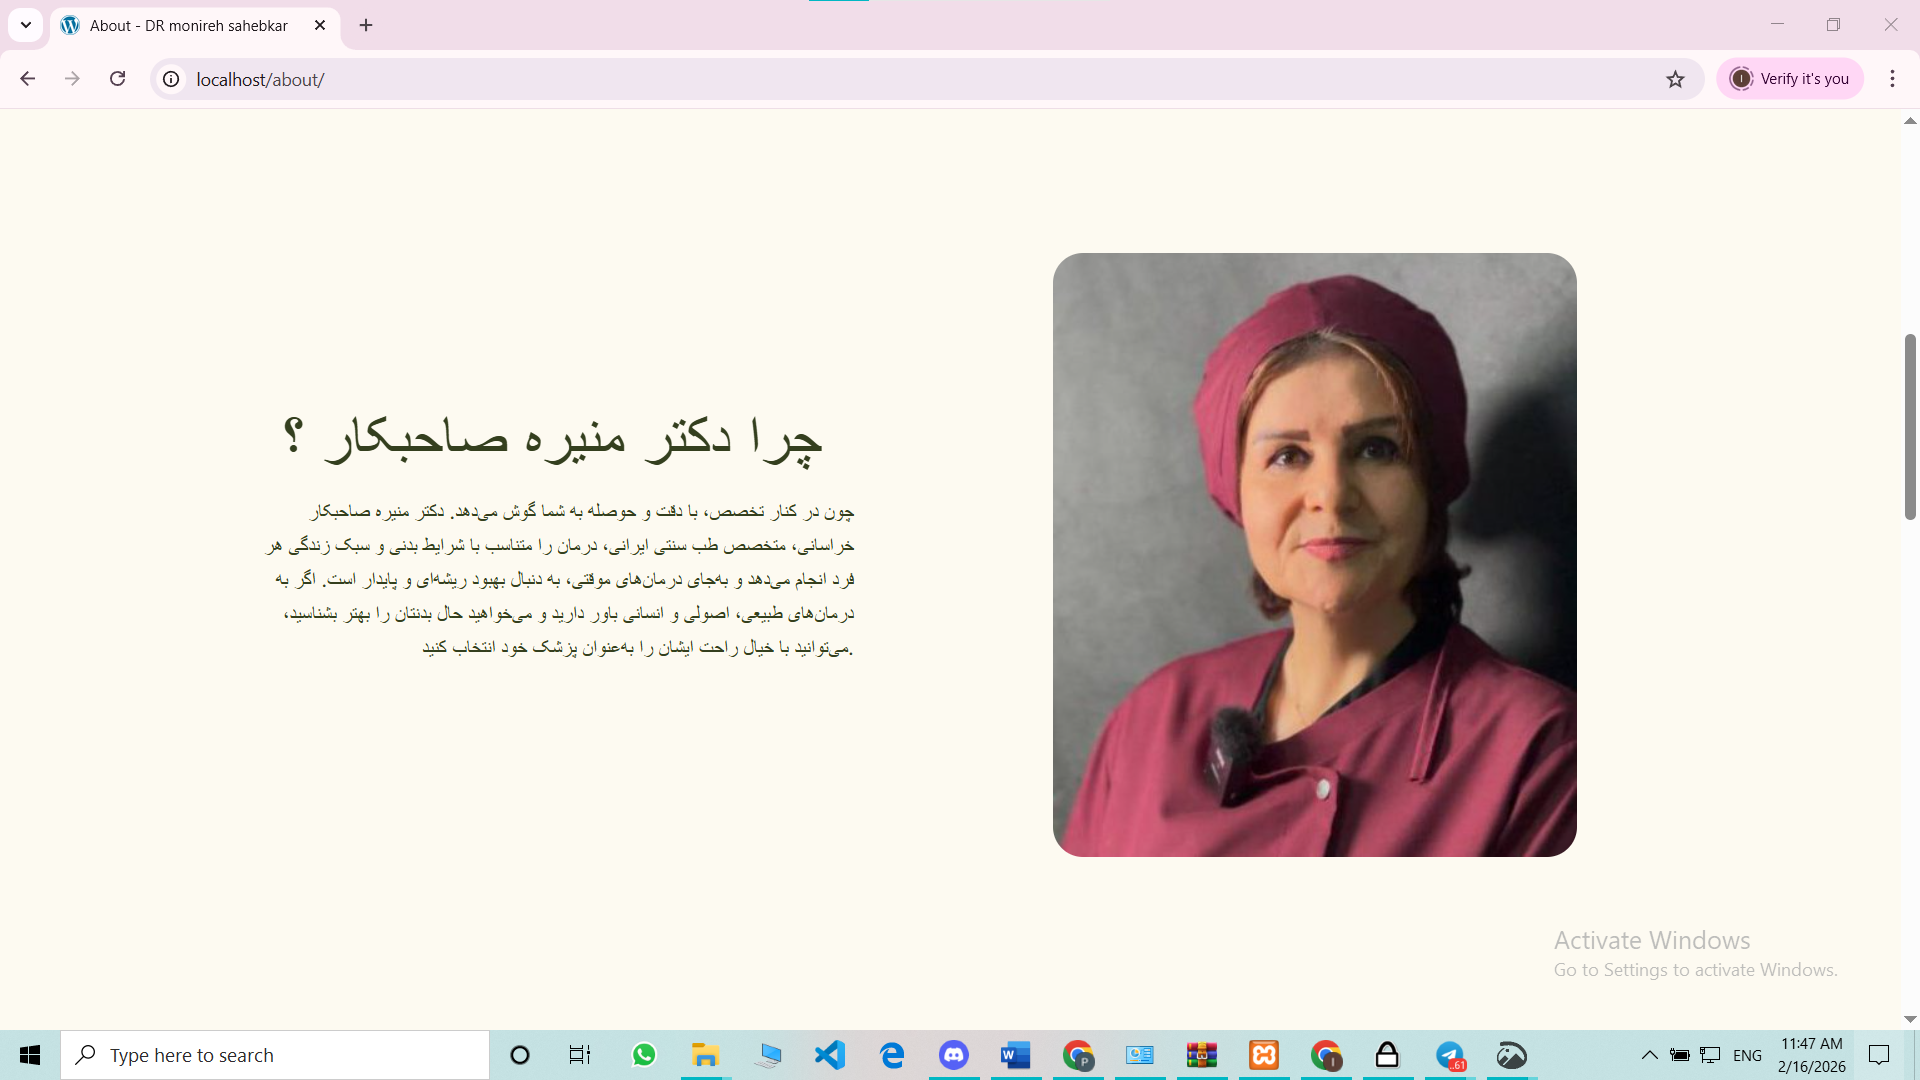 About - DR monireh sahebkar
localhost/about/
Verify it's you
چرا دکتر منیره صاحبکار ؟
چون در کنار تخصص، با دقت و حوصله به شما گوش می‌دهد. دکتر منیره صاحبکار
خراسانی، متخصص طب سنتی ایرانی، درمان را متناسب با شرایط بدنی و سبک زندگی هر
فرد انجام می‌دهد و به‌جای درمان‌های موقتی، به دنبال بهبود ریشه‌ای و پایدار است. اگر به
درمان‌های طبیعی، اصولی و انسانی باور دارید و می‌خواهید حال بدنتان را بهتر بشناسید،
.می‌توانید با خیال راحت ایشان را به‌عنوان پزشک خود انتخاب کنید
Activate Windows
Go to Settings to activate Windows.
Type here to search
..61
ENG
11:47 AM
2/16/2026